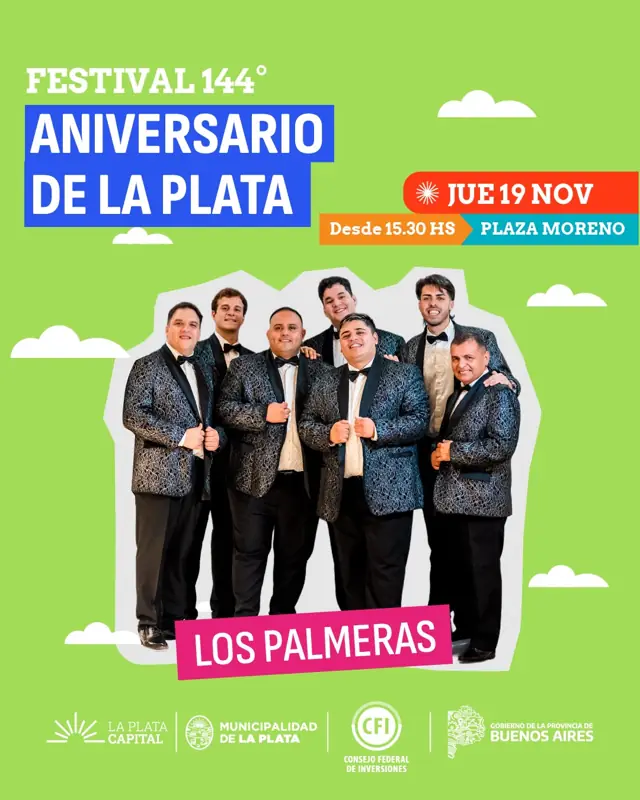 FESTIVAL 144°
ANIVERSARIO
DE LA PLATA
JUE 19 NOV
Desde 15.30 HS
PLAZA MORENO
LOS PALMERAS
LA PLATA
CAPITAL
MUNICIPALIDAD
DE LA PLATA
CFI
CONSEJO FEDERAL
DE INVERSIONES
GOBIERNO DE LA PROVINCIA DE
BUENOS AIRES